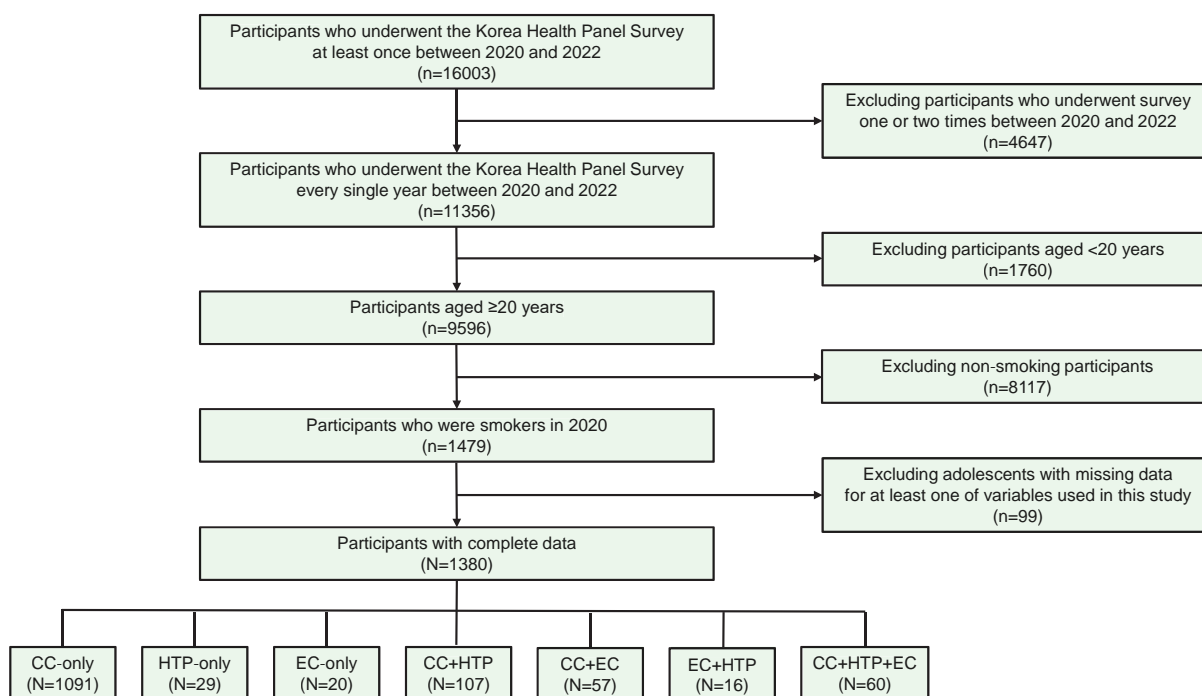 Participants who underwent the Korea Health Panel Survey
at least once between 2020 and 2022
(n=16003)
Excluding participants who underwent survey
one or two times between 2020 and 2022
(n=4647)
Participants who underwent the Korea Health Panel Survey
every single year between 2020 and 2022
(n=11356)
Excluding participants aged <20 years
(n=1760)
Participants aged ≥20 years
(n=9596)
Excluding non-smoking participants
(n=8117)
Participants who were smokers in 2020
(n=1479)
Excluding adolescents with missing data
for at least one of variables used in this study
(n=99)
Participants with complete data
(N=1380)
CC-only
(N=1091)
HTP-only
(N=29)
EC-only
(N=20)
CC+HTP
(N=107)
CC+EC
(N=57)
EC+HTP
(N=16)
CC+HTP+EC
(N=60)